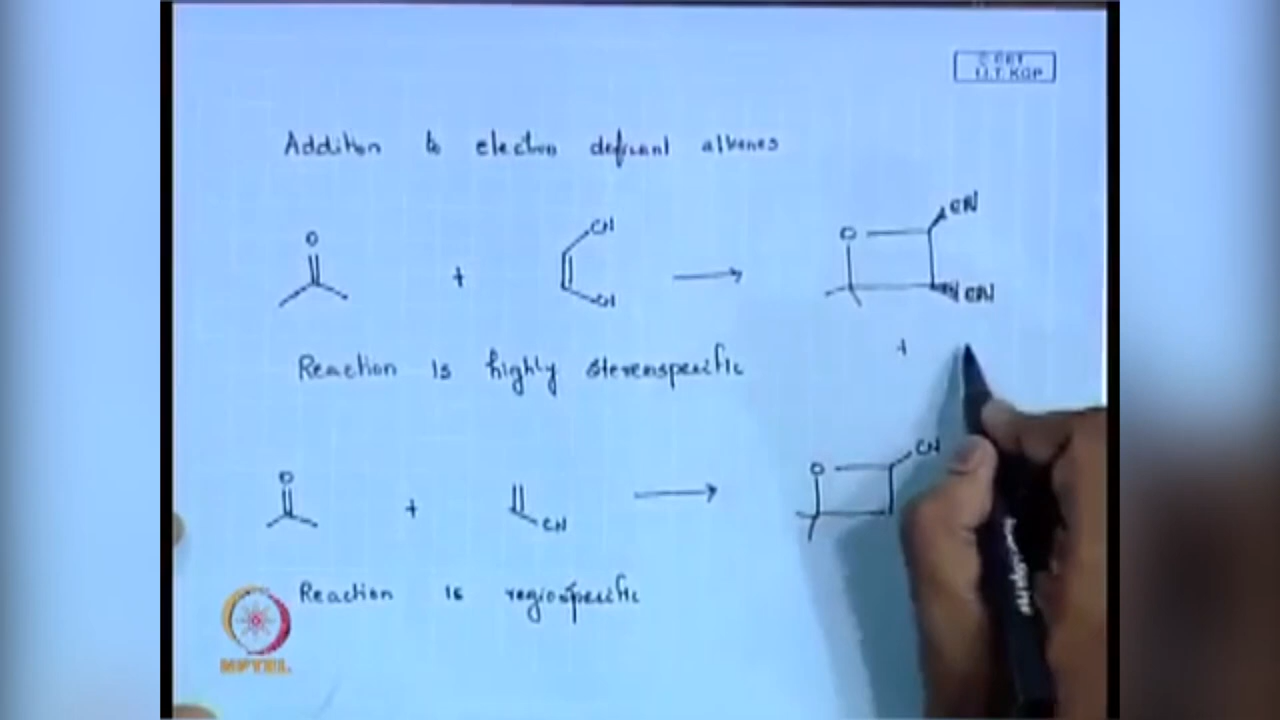 © CET
I.I.T. KGP
Addition to electron deficient alkenes
O + CN CN → O CN CN
+
Reaction is highly stereospecific
O + CN → O CN
Reaction is regiospecific
NPTEL